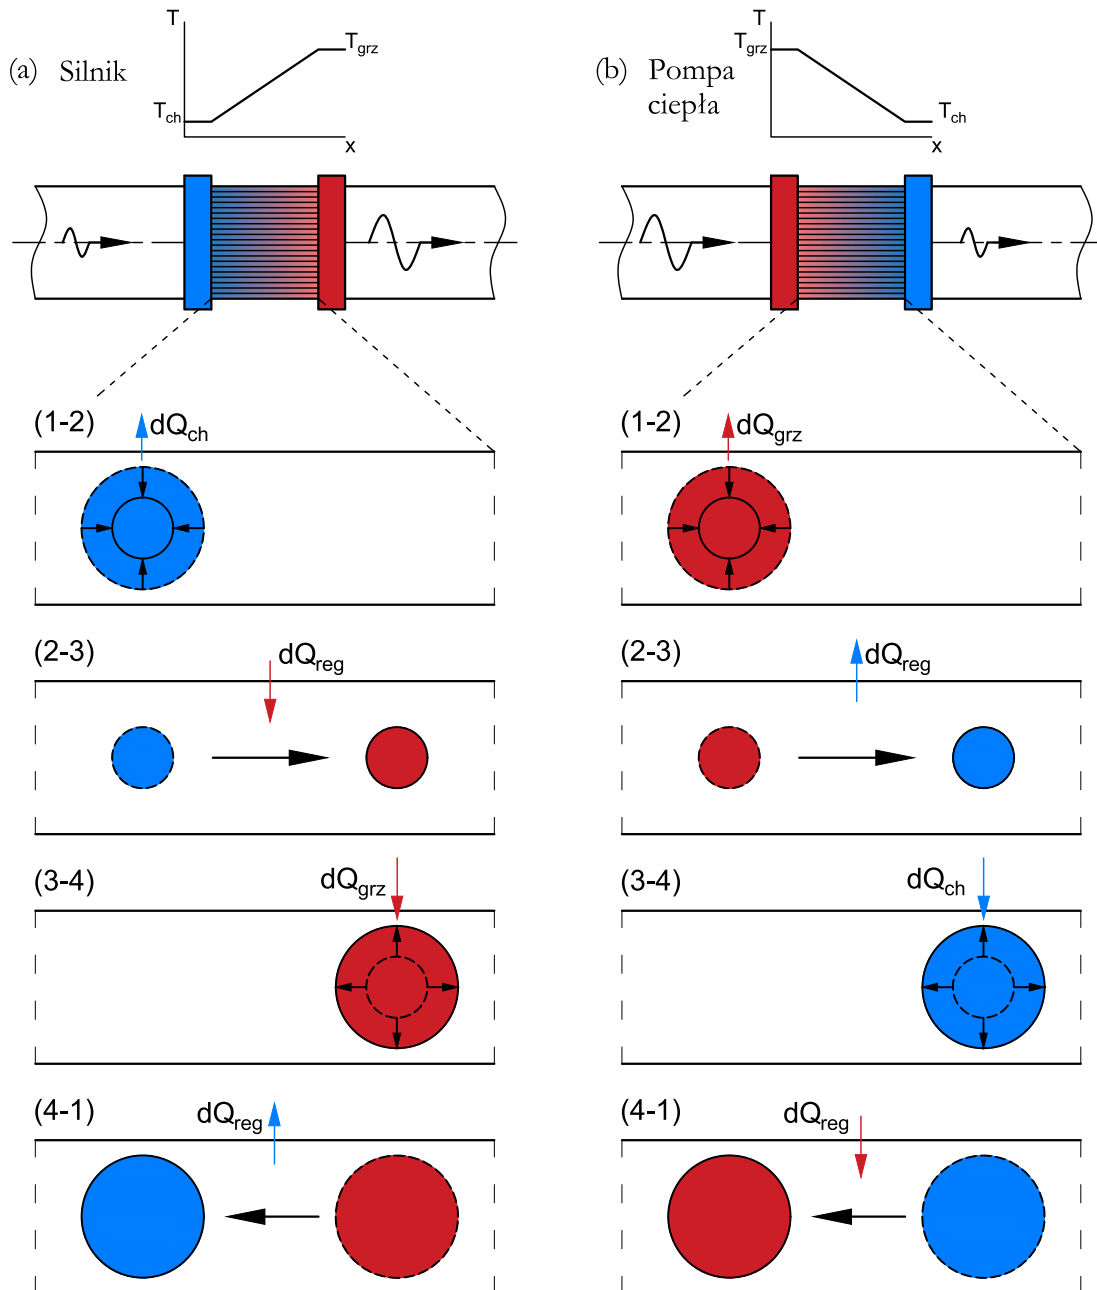 (a) Silnik
T
T_grz
T_ch
x
(1-2)
dQ_ch
(2-3)
dQ_reg
(3-4)
dQ_grz
(4-1)
dQ_reg
(b) Pompa
ciepła
T
T_grz
T_ch
x
(1-2)
dQ_grz
(2-3)
dQ_reg
(3-4)
dQ_ch
(4-1)
dQ_reg